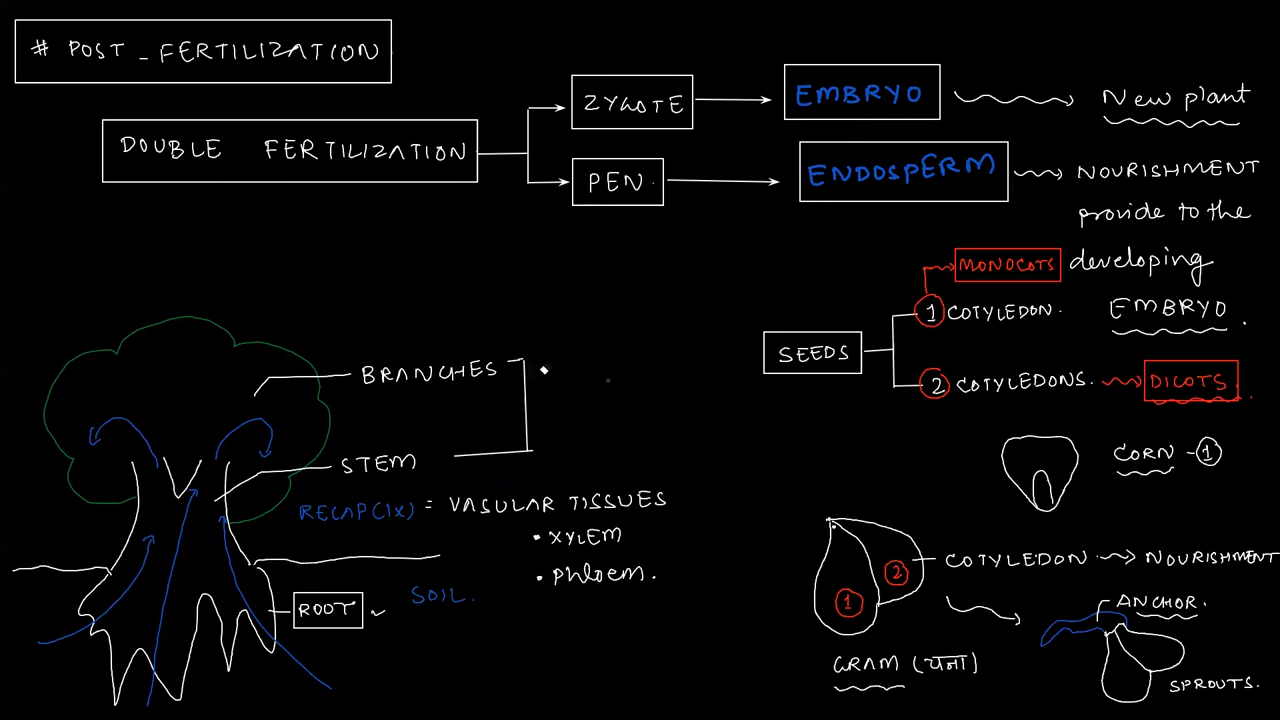 # POST_FERTILIZATION
DOUBLE FERTILIZATION
ZYGOTE
EMBRYO
New plant
PEN.
ENDOSPERM
NOURISHMENT
provide to the
developing
EMBRYO.
SEEDS
MONOCOTS
1 COTYLEDON.
2 COTYLEDONS.
DICOTS.
CORN - 1
BRANCHES
STEM
RECAP(IX) = VASULAR TISSUES
• XYLEM
• Phloem.
ROOT
SOIL.
1
2
COTYLEDON
NOURISHMENT
ANCHOR.
GRAM (चना)
SPROUTS.